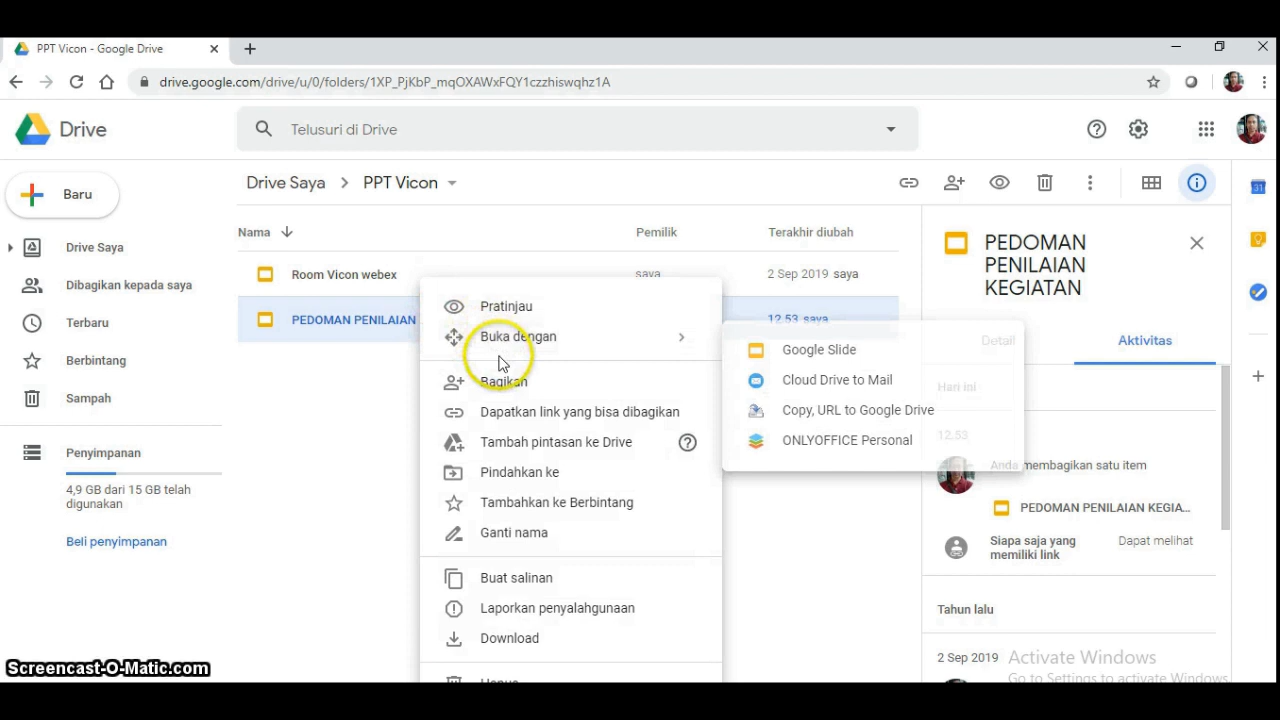 PPT Vicon - Google Drive
drive.google.com/drive/u/0/folders/1XP_PjKbP_mqOXAWxFQY1czzhiswqhz1A
Drive
Telusuri di Drive
Baru
Drive Saya
PPT Vicon
Nama
Pemilik
Terakhir diubah
Drive Saya
Dibagikan kepada saya
Terbaru
Berbintang
Sampah
Penyimpanan
4,9 GB dari 15 GB telah
digunakan
Beli penyimpanan
Room Vicon webex
saya
2 Sep 2019 saya
PEDOMAN PENILAIAN
12.53 saya
Pratinjau
Buka dengan
Bagikan
Dapatkan link yang bisa dibagikan
Tambah pintasan ke Drive
Pindahkan ke
Tambahkan ke Berbintang
Ganti nama
Buat salinan
Laporkan penyalahgunaan
Download
Hapus
Google Slide
Cloud Drive to Mail
Copy, URL to Google Drive
ONLYOFFICE Personal
PEDOMAN
PENILAIAN
KEGIATAN
Detail
Aktivitas
Hari ini
12.53
Anda membagikan satu item
PEDOMAN PENILAIAN KEGIA...
Siapa saja yang
memiliki link
Dapat melihat
Tahun lalu
2 Sep 2019
Activate Windows
Go to Settings to activate Windows
31
Screencast-O-Matic.com